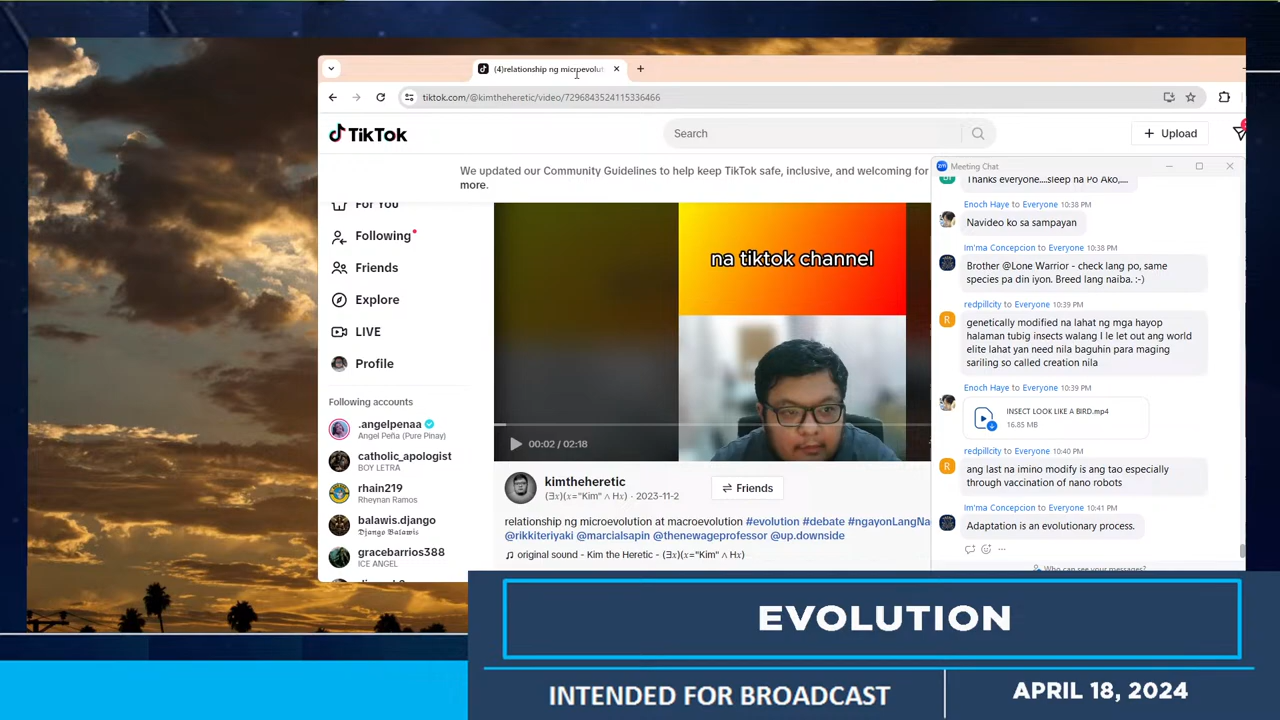 (4)relationship ng microevolut
tiktok.com/@kimtheheretic/video/7296843524115336466
TikTok
Search
Upload
We updated our Community Guidelines to help keep TikTok safe, inclusive, and welcoming for
more.
For You
Following
Friends
Explore
LIVE
Profile
Following accounts
.angelpenaa
Angel Peña (Pure Pinay)
catholic_apologist
BOY LETRA
rhain219
Rheynan Ramos
balawis.django
Django Balawis
gracebarrios388
ICE ANGEL
na tiktok channel
00:02 / 02:18
kimtheheretic
(∃x)(x="Kim" ∧ Hx) · 2023-11-2
Friends
relationship ng microevolution at macroevolution #evolution #debate #ngayonLangNa
@rikkiteriyaki @marcialsapin @thenewageprofessor @up.downside
original sound - Kim the Heretic - (∃x)(x="Kim" ∧ Hx)
Meeting Chat
Thanks everyone....sleep na Po Ako,....
Enoch Haye to Everyone 10:38 PM
Navideo ko sa sampayan
Im'ma Concepcion to Everyone 10:38 PM
Brother @Lone Warrior - check lang po, same
species pa din iyon. Breed lang naiba. :-)
redpillcity to Everyone 10:39 PM
R
genetically modified na lahat ng mga hayop
halaman tubig insects walang I le let out ang world
elite lahat yan need nila baguhin para maging
sariling so called creation nila
Enoch Haye to Everyone 10:39 PM
INSECT LOOK LIKE A BIRD.mp4
16.85 MB
redpillcity to Everyone 10:40 PM
R
ang last na imino modify is ang tao especially
through vaccination of nano robots
Im'ma Concepcion to Everyone 10:41 PM
Adaptation is an evolutionary process.
Who can see your messages?
EVOLUTION
INTENDED FOR BROADCAST
APRIL 18, 2024